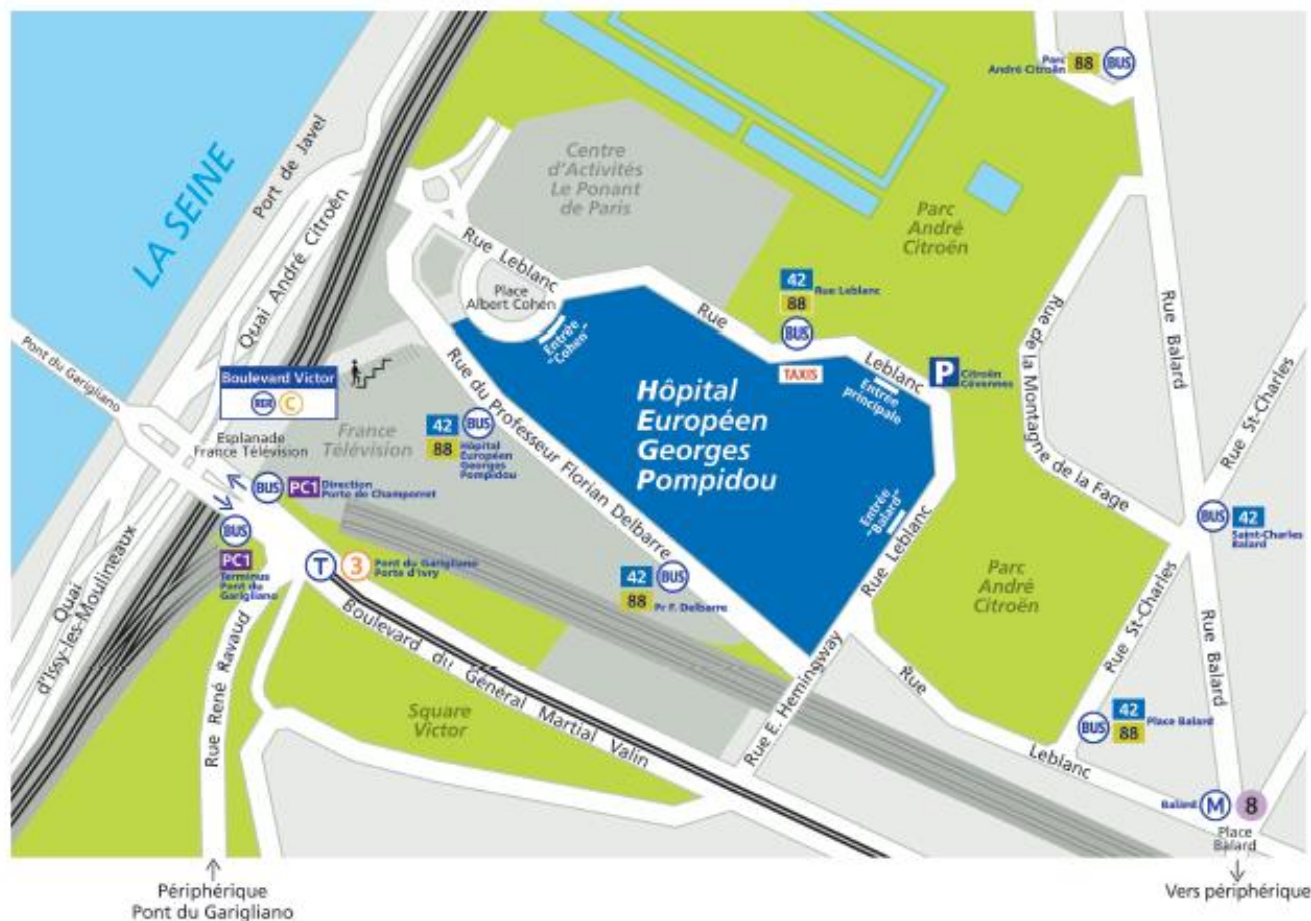 Parc
André Citroën
88
BUS
Port de Javel
LA SEINE
Quai André Citroën
Centre
d'Activités
Le Ponant
de Paris
Parc
André
Citroën
Rue Leblanc
Place
Albert Cohen
42
88
Rue Leblanc
BUS
TAXIS
Rue
Leblanc
Entrée
"Cohen"
Entrée
principale
P
Citroën
Cévennes
Rue de la Montagne de la Fage
Rue Balard
Rue St-Charles
Pont du Garigliano
Boulevard Victor
RER
C
Esplanade
France Télévision
France
Télévision
42
88
BUS
Hôpital
Européen
Georges
Pompidou
Rue du Professeur Florian Delbarre
Hôpital
Européen
Georges
Pompidou
Entrée
"Balard"
Rue Leblanc
BUS
PC1
Direction
Porte de Champerret
BUS
PC1
Terminus
Pont du
Garigliano
T
3
Pont du Garigliano
Porte d'Ivry
42
88
BUS
Pr F. Delbarre
BUS
42
Saint-Charles
Balard
Parc
André
Citroën
Quai
d'Issy-les-Moulineaux
Rue René Ravaud
Boulevard du Général Martial Valin
Square
Victor
Rue E. Hemingway
Rue
Leblanc
Rue St-Charles
Rue Balard
BUS
42
88
Place Balard
Balard
M
8
Place
Balard
Périphérique
Pont du Garigliano
Vers périphérique